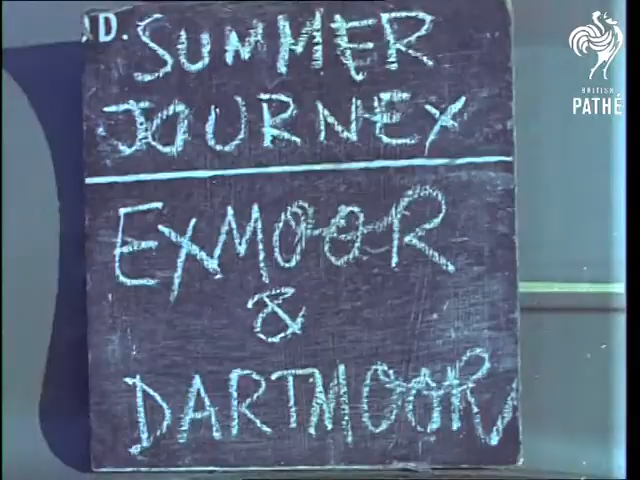 D.
SUMMER
JOURNEY
EXMOOR
&
DARTMOOR
BRITISH
PATHÉ